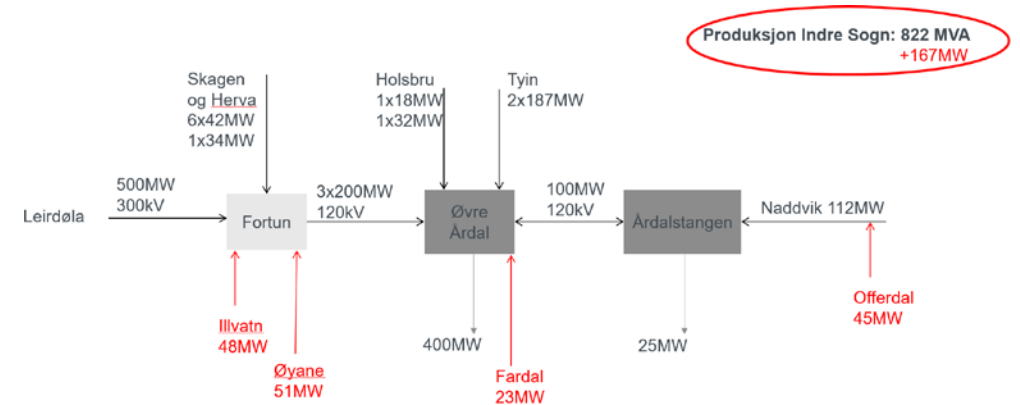 Produksjon Indre Sogn: 822 MVA
+167MW
Skagen
og Herva
6x42MW
1x34MW
Holsbru
1x18MW
1x32MW
Tyin
2x187MW
Leirdøla
500MW
300kV
Fortun
3x200MW
120kV
Øvre
Årdal
100MW
120kV
Årdalstangen
Naddvik 112MW
Illvatn
48MW
Øyane
51MW
400MW
Fardal
23MW
25MW
Offerdal
45MW